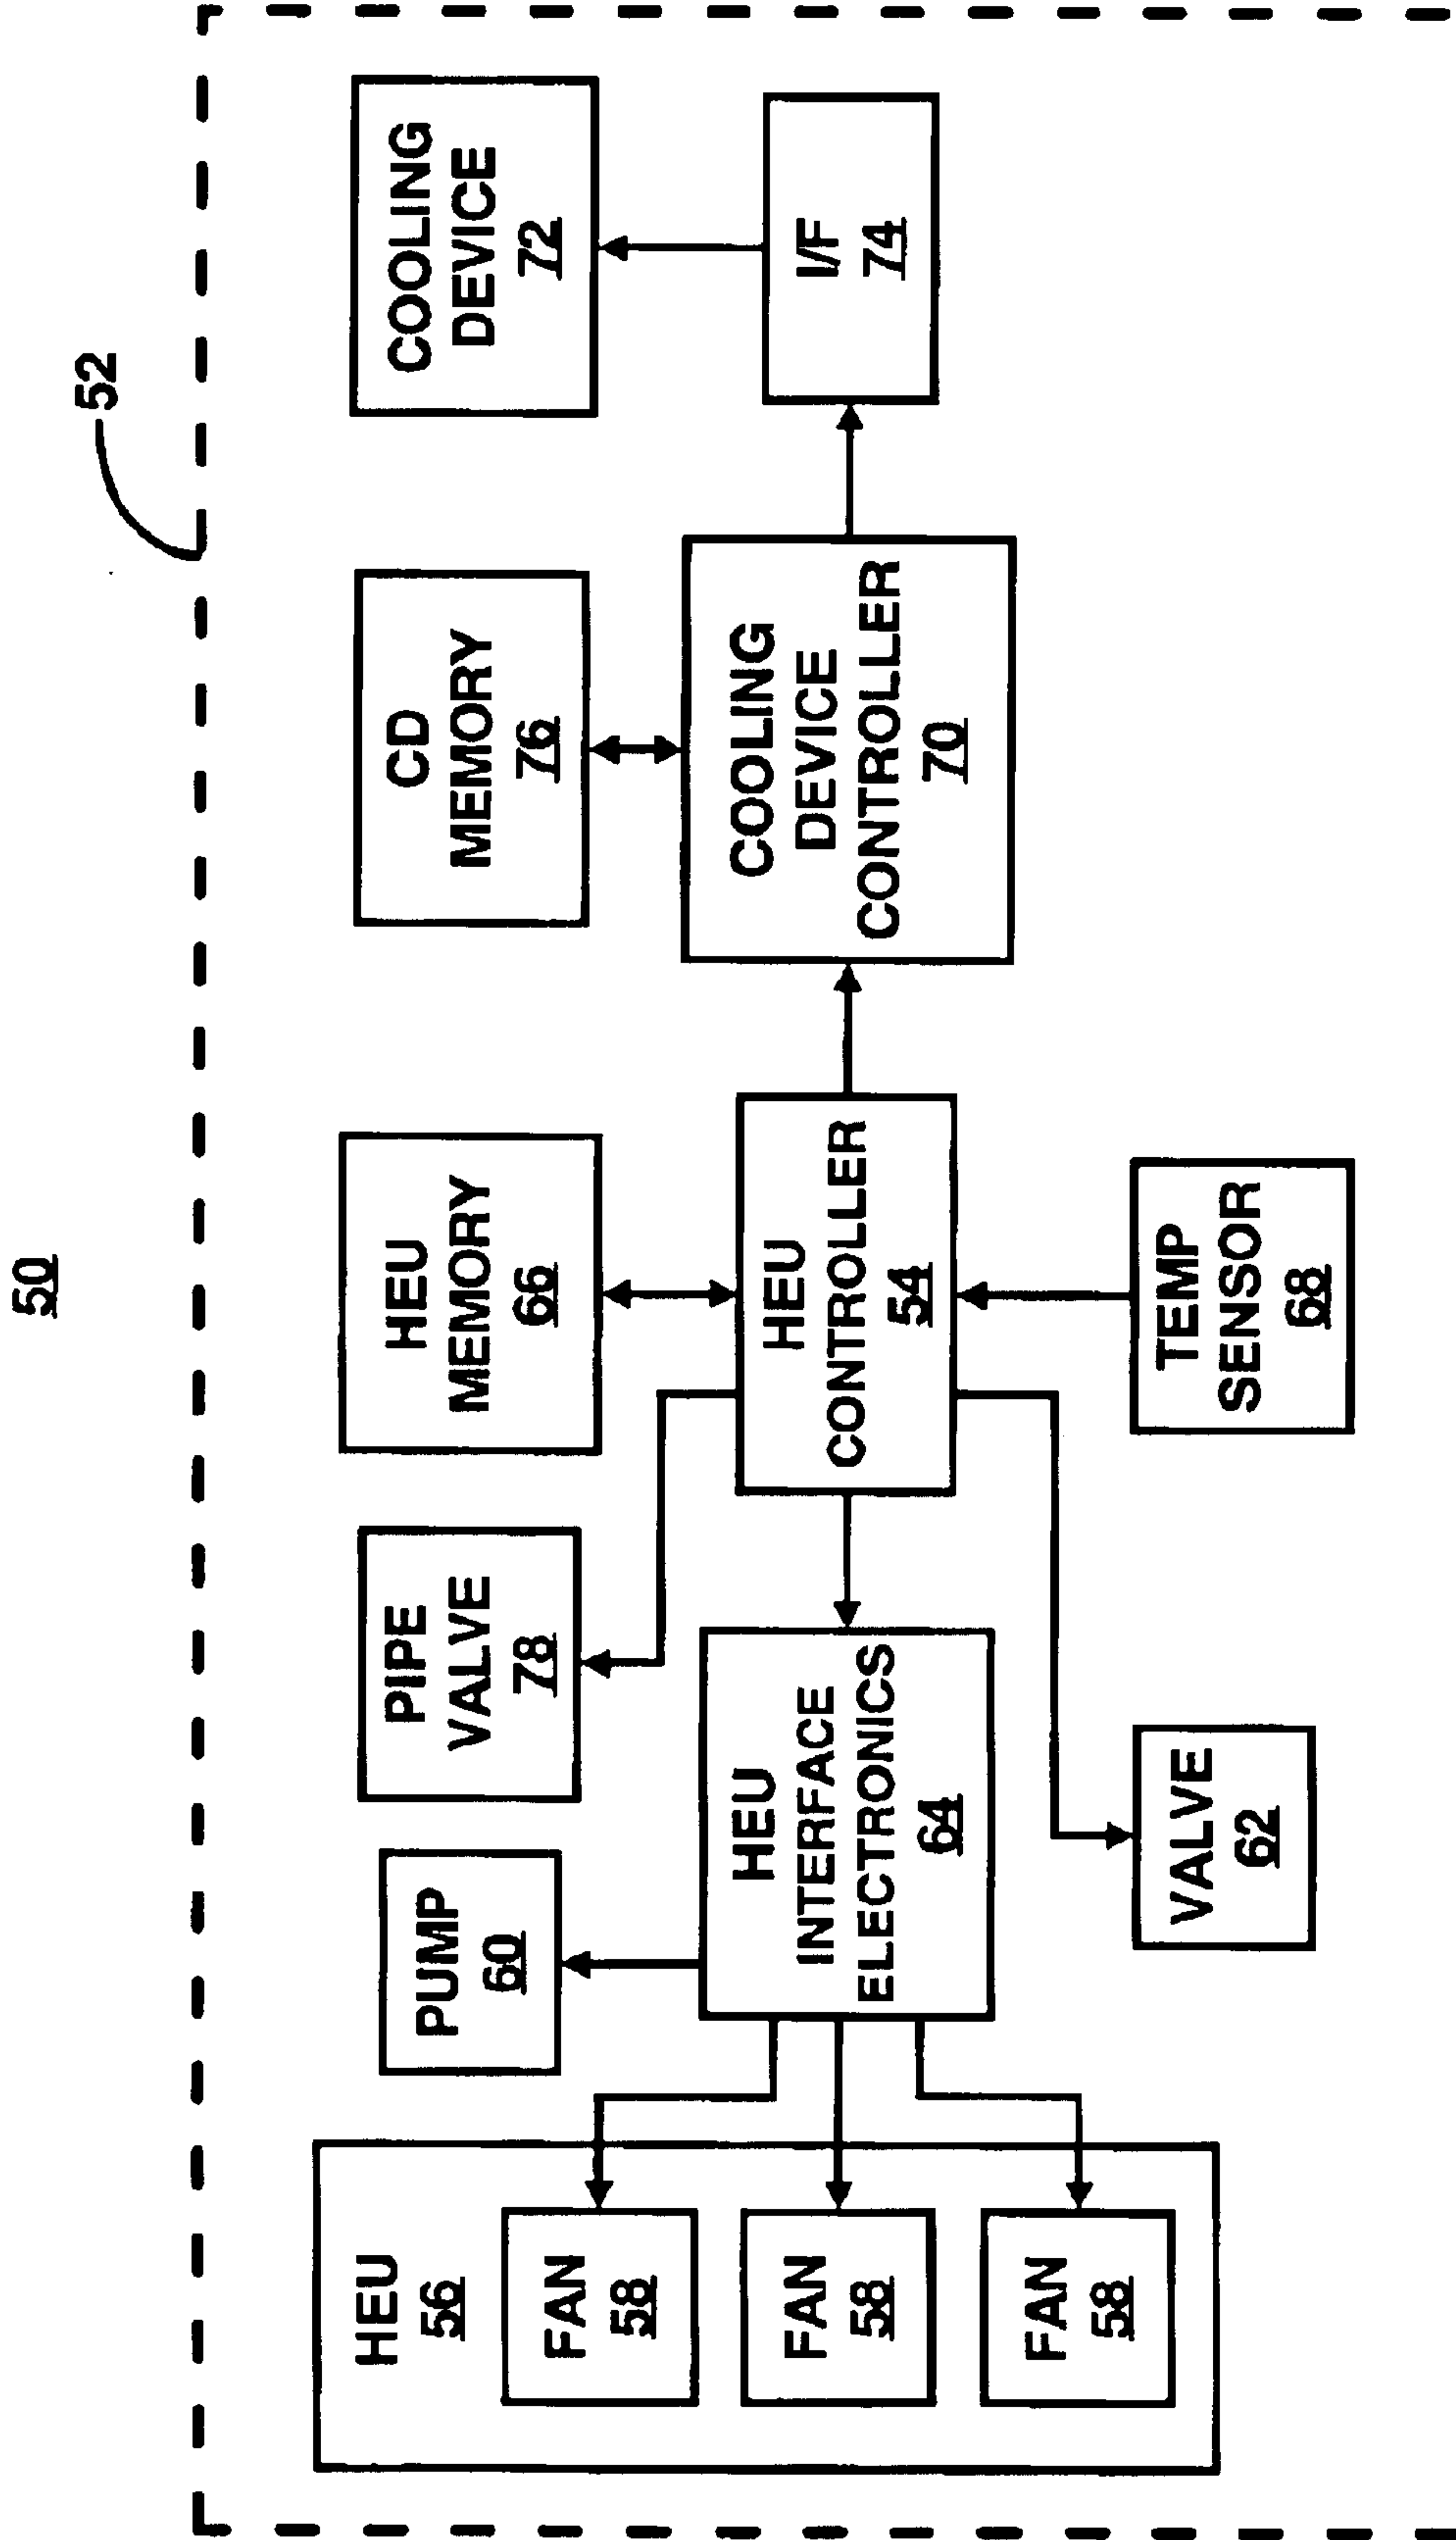 50
52
HEU
56
FAN
58
FAN
58
FAN
58
PUMP
60
PIPE
VALVE
78
HEU
MEMORY
66
CD
MEMORY
76
COOLING
DEVICE
72
HEU
INTERFACE
ELECTRONICS
64
HEU
CONTROLLER
54
COOLING
DEVICE
CONTROLLER
70
I/F
74
VALVE
62
TEMP
SENSOR
68